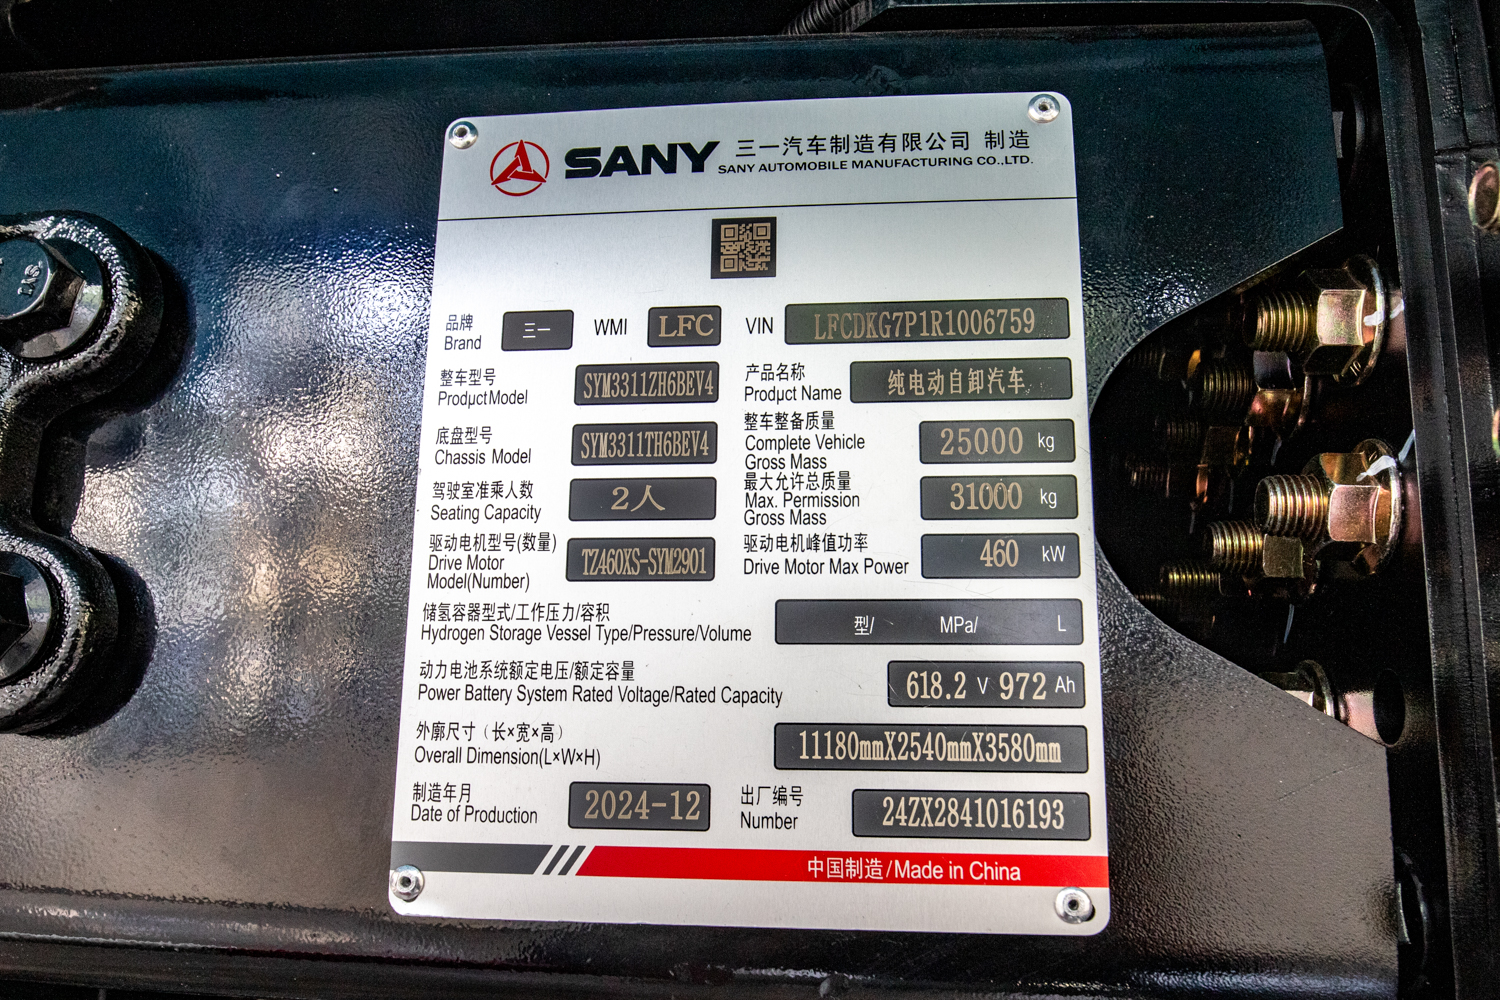 SANY 三一汽车制造有限公司 制造
SANY AUTOMOBILE MANUFACTURING CO.,LTD.
品牌
Brand
三一
WMI LFC
VIN LFCDKG7P1R1006759
整车型号
Product Model
SYM3311ZH6BEV4
产品名称
Product Name
纯电动自卸汽车
底盘型号
Chassis Model
SYM3311TH6BEV4
整车整备质量
Complete Vehicle
Gross Mass
25000 kg
驾驶室准乘人数
Seating Capacity
2人
最大允许总质量
Max. Permission
Gross Mass
31000 kg
驱动电机型号(数量)
Drive Motor
Model(Number)
TZ460XS-SYM2901
驱动电机峰值功率
Drive Motor Max Power
460 kW
储氢容器型式/工作压力/容积
Hydrogen Storage Vessel Type/Pressure/Volume
型/ MPa/ L
动力电池系统额定电压/额定容量
Power Battery System Rated Voltage/Rated Capacity
618.2 V 972 Ah
外廓尺寸（长×宽×高）
Overall Dimension(L×W×H)
11180mmX2540mmX3580mm
制造年月
Date of Production
2024-12
出厂编号
Number
24ZX2841016193
中国制造/Made in China